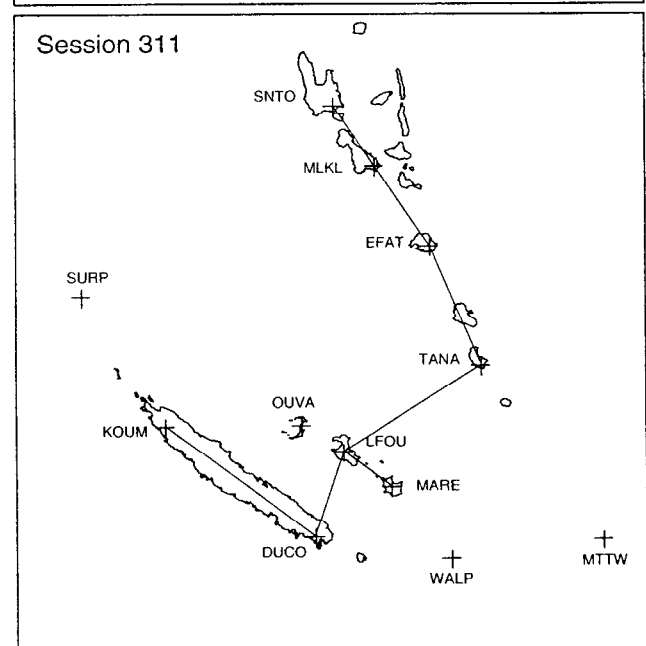 Session 311
SNTO
MLKL
EFAT
SURP
TANA
OUVA
KOUM
LFOU
MARE
DUCO
WALP
MTTW